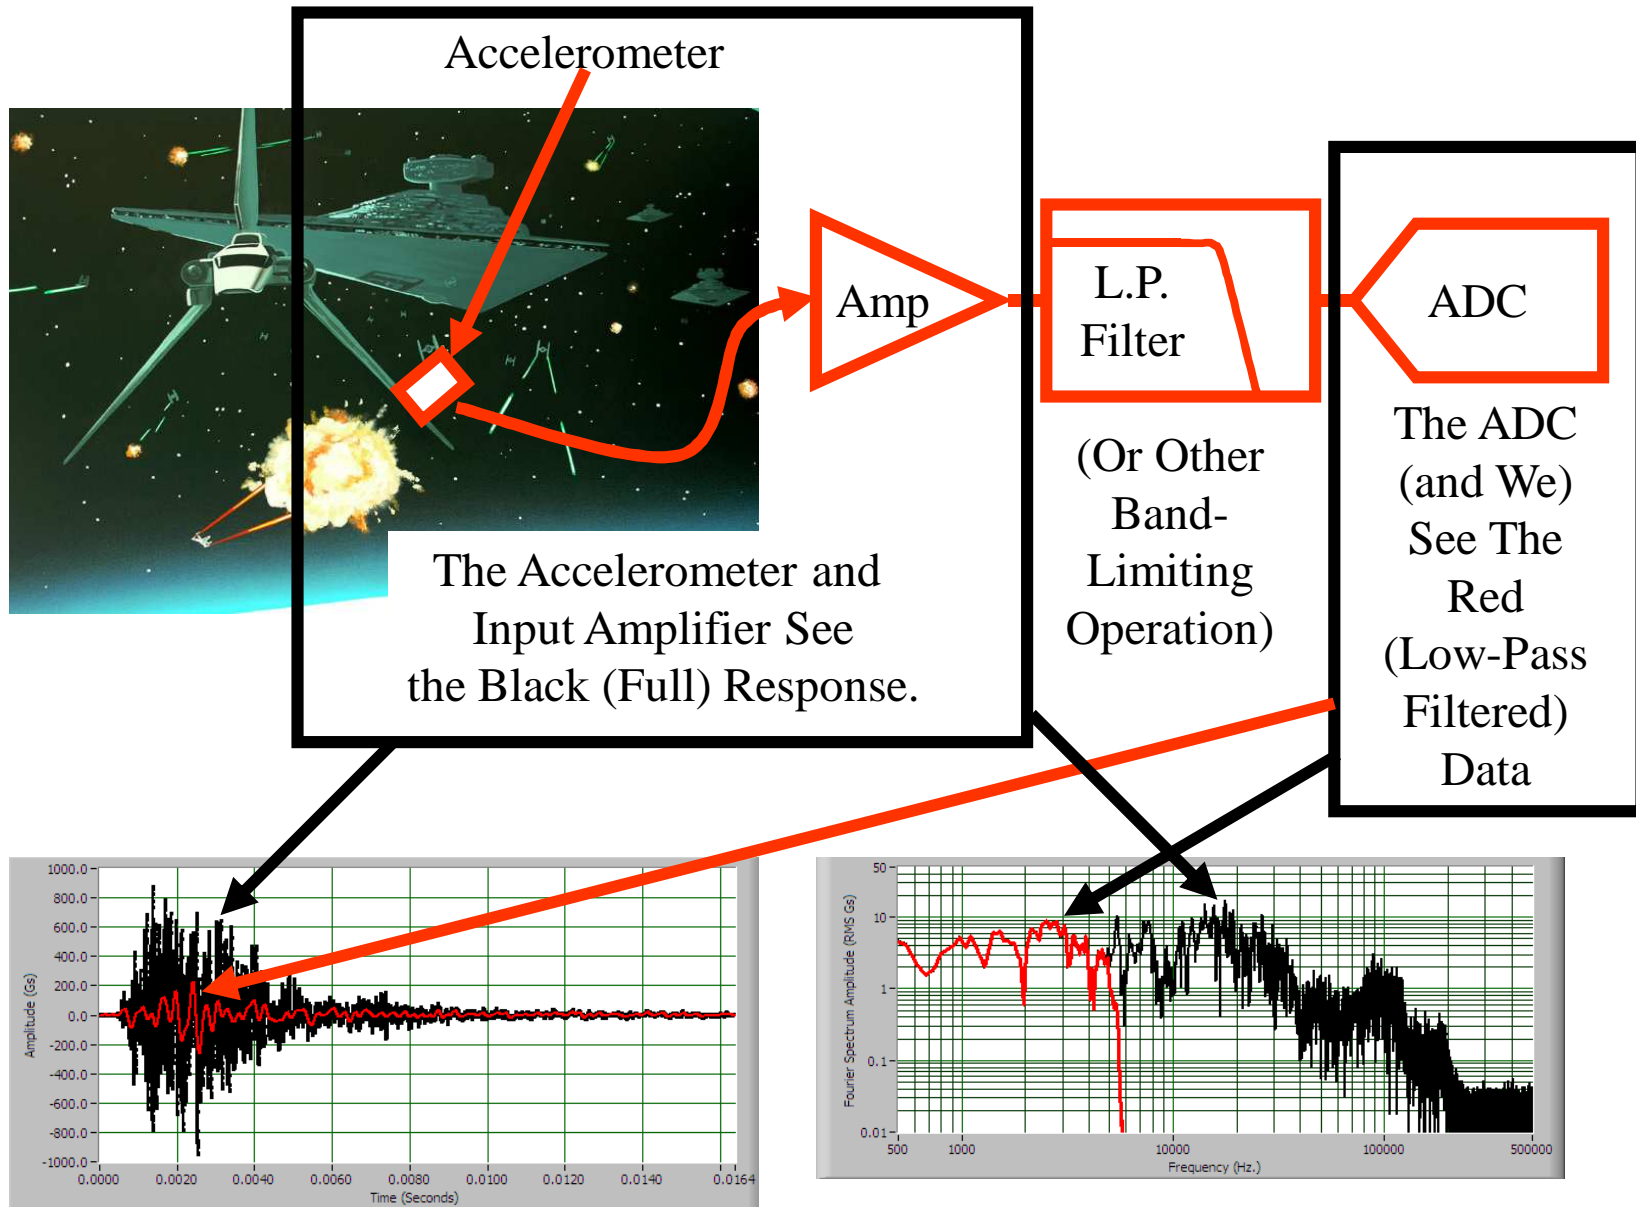 Accelerometer
Amp
L.P.
Filter
ADC
The Accelerometer and
Input Amplifier See
the Black (Full) Response.
(Or Other
Band-
Limiting
Operation)
The ADC
(and We)
See The
Red
(Low-Pass
Filtered)
Data
1000.0
800.0
600.0
400.0
200.0
0.0
-200.0
-400.0
-600.0
-800.0
-1000.0
Amplitude (Gs)
0.0000 0.0020 0.0040 0.0060 0.0080 0.0100 0.0120 0.0140 0.0164
Time (Seconds)
50
10
1
0.1
0.01
Fourier Spectrum Amplitude (RMS Gs)
500 1000 10000 100000 500000
Frequency (Hz.)